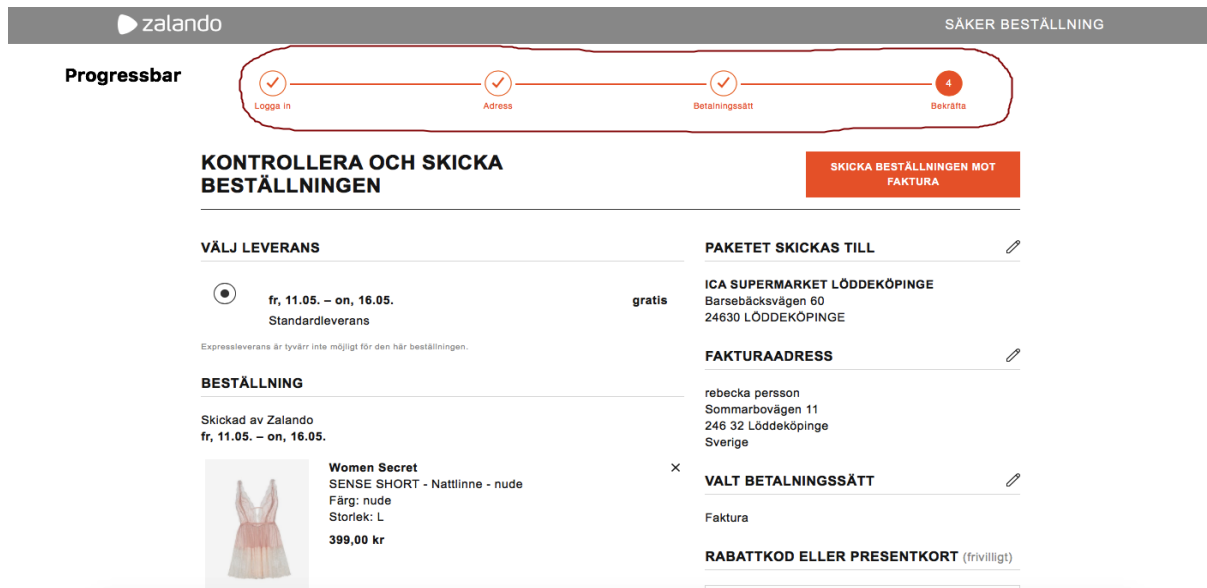 zalando
SÄKER BESTÄLLNING
Progressbar
4
Logga in
Adress
Betalningssätt
Bekräfta
KONTROLLERA OCH SKICKA
BESTÄLLNINGEN
SKICKA BESTÄLLNINGEN MOT
FAKTURA
VÄLJ LEVERANS
fr, 11.05. – on, 16.05.
gratis
Standardleverans
Expressleverans är tyvärr inte möjligt för den här beställningen.
BESTÄLLNING
Skickad av Zalando
fr, 11.05. – on, 16.05.
Women Secret
SENSE SHORT - Nattlinne - nude
Färg: nude
Storlek: L
399,00 kr
PAKETET SKICKAS TILL
ICA SUPERMARKET LÖDDEKÖPINGE
Barsebäcksvägen 60
24630 LÖDDEKÖPINGE
FAKTURAADRESS
rebecka persson
Sommarbovägen 11
246 32 Löddeköpinge
Sverige
VALT BETALNINGSSÄTT
Faktura
RABATTKOD ELLER PRESENTKORT (frivilligt)